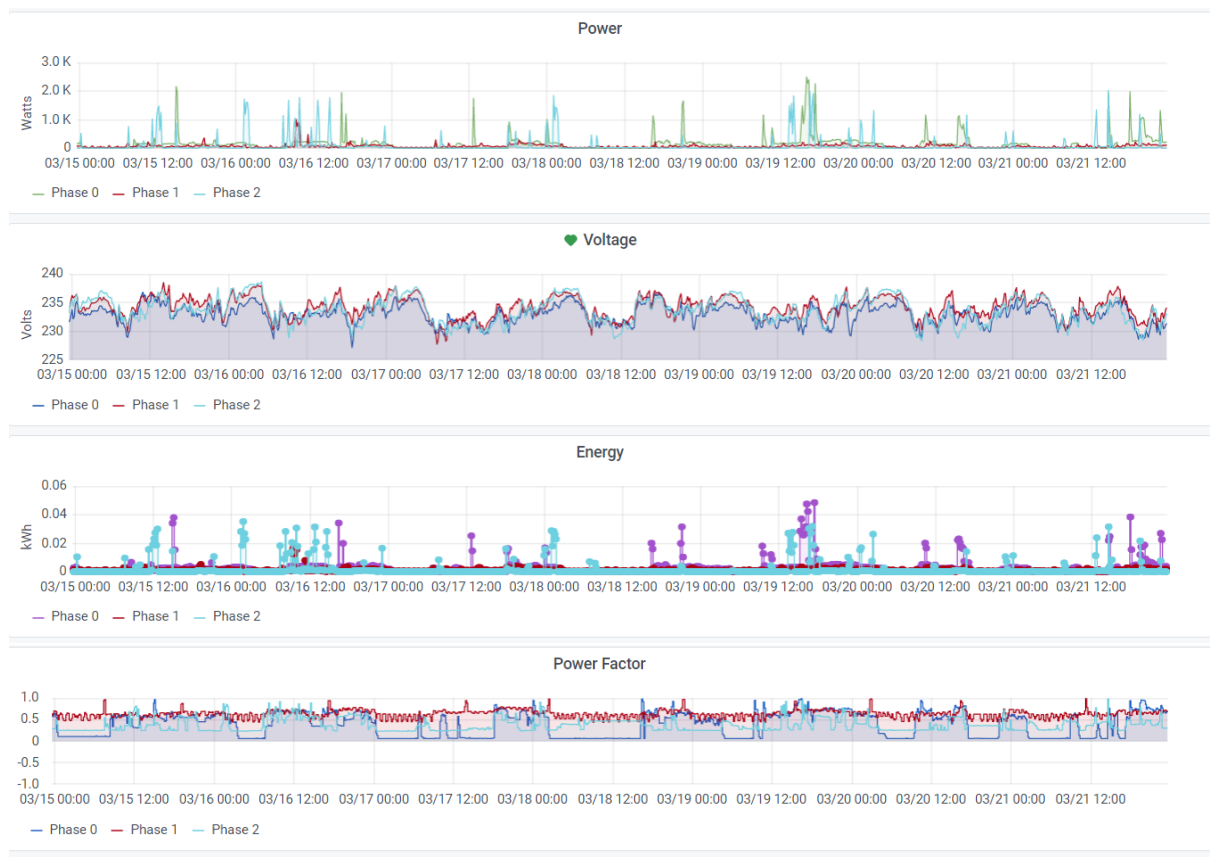 Power
3.0 K
2.0 K
1.0 K
0
Watts
03/15 00:00 03/15 12:00 03/16 00:00 03/16 12:00 03/17 00:00 03/17 12:00 03/18 00:00 03/18 12:00 03/19 00:00 03/19 12:00 03/20 00:00 03/20 12:00 03/21 00:00 03/21 12:00
Phase 0 Phase 1 Phase 2
Voltage
240
235
230
225
Volts
03/15 00:00 03/15 12:00 03/16 00:00 03/16 12:00 03/17 00:00 03/17 12:00 03/18 00:00 03/18 12:00 03/19 00:00 03/19 12:00 03/20 00:00 03/20 12:00 03/21 00:00 03/21 12:00
Phase 0 Phase 1 Phase 2
Energy
0.06
0.04
0.02
0
kWh
03/15 00:00 03/15 12:00 03/16 00:00 03/16 12:00 03/17 00:00 03/17 12:00 03/18 00:00 03/18 12:00 03/19 00:00 03/19 12:00 03/20 00:00 03/20 12:00 03/21 00:00 03/21 12:00
Phase 0 Phase 1 Phase 2
Power Factor
1.0
0.5
0
-0.5
-1.0
03/15 00:00 03/15 12:00 03/16 00:00 03/16 12:00 03/17 00:00 03/17 12:00 03/18 00:00 03/18 12:00 03/19 00:00 03/19 12:00 03/20 00:00 03/20 12:00 03/21 00:00 03/21 12:00
Phase 0 Phase 1 Phase 2